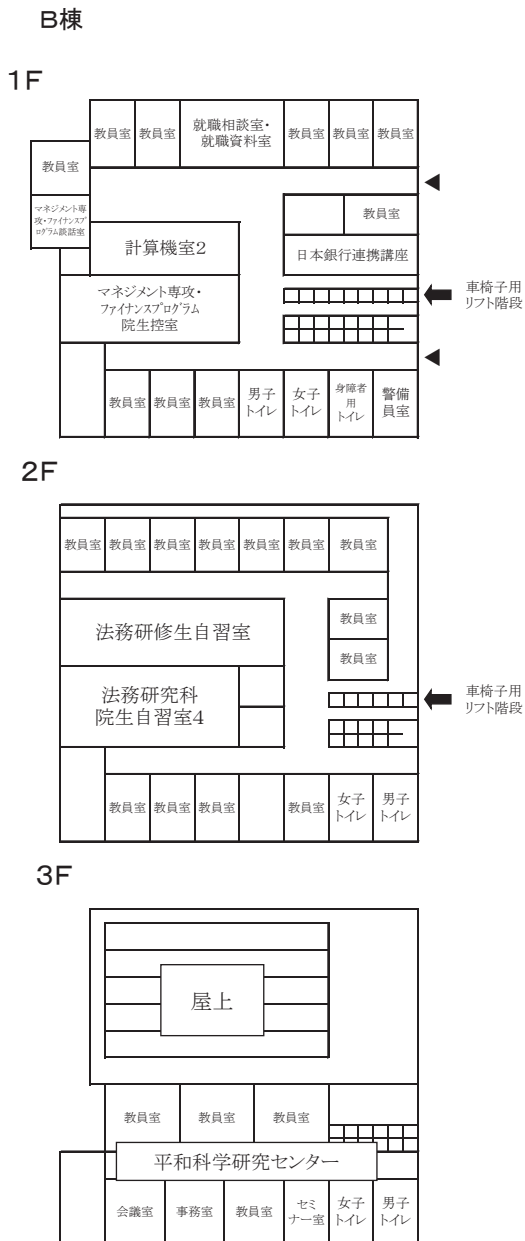 B棟
1F
教員室
教員室
就職相談室・
就職資料室
教員室
教員室
教員室
教員室
マネジメント専
攻・ファイナンスプ
ログラム談話室
教員室
計算機室2
日本銀行連携講座
マネジメント専攻・
ファイナンスプログラム
院生控室
車椅子用
リフト階段
教員室
教員室
教員室
男子
トイレ
女子
トイレ
身障者
用
トイレ
警備
員室
2F
教員室
教員室
教員室
教員室
教員室
教員室
教員室
法務研修生自習室
教員室
教員室
法務研究科
院生自習室4
車椅子用
リフト階段
教員室
教員室
教員室
教員室
女子
トイレ
男子
トイレ
3F
屋上
教員室
教員室
教員室
平和科学研究センター
会議室
事務室
教員室
セミ
ナー室
女子
トイレ
男子
トイレ